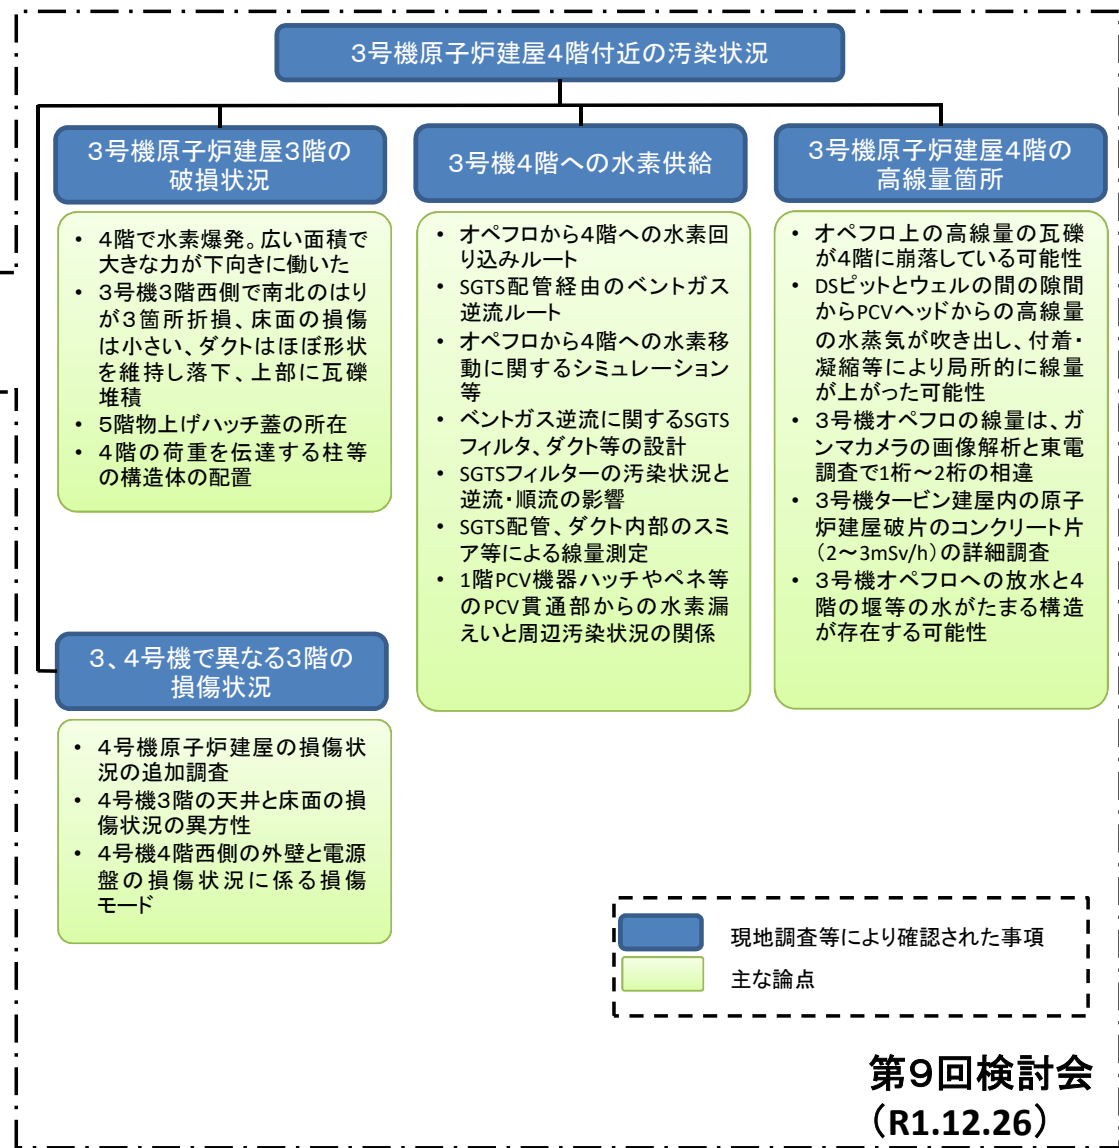 3号機原子炉建屋4階付近の汚染状況
3号機原子炉建屋3階の
破損状況
• 4階で水素爆発。広い面積で
大きな力が下向きに働いた
• 3号機3階西側で南北のはり
が3箇所折損、床面の損傷
は小さい、ダクトはほぼ形状
を維持し落下、上部に瓦礫
堆積
• 5階物上げハッチ蓋の所在
• 4階の荷重を伝達する柱等
の構造体の配置
3号機4階への水素供給
• オペフロから4階への水素回
り込みルート
• SGTS配管経由のベントガス
逆流ルート
• オペフロから4階への水素移
動に関するシミュレーション
等
• ベントガス逆流に関するSGTS
フィルタ、ダクト等の設計
• SGTSフィルターの汚染状況と
逆流・順流の影響
• SGTS配管、ダクト内部のスミ
ア等による線量測定
• 1階PCV機器ハッチやペネ等
のPCV貫通部からの水素漏
えいと周辺汚染状況の関係
3号機原子炉建屋4階の
高線量箇所
• オペフロ上の高線量の瓦礫
が4階に崩落している可能性
• DSピットとウェルの間の隙間
からPCVヘッドからの高線量
の水蒸気が吹き出し、付着・
凝縮等により局所的に線量
が上がった可能性
• 3号機オペフロの線量は、ガ
ンマカメラの画像解析と東電
調査で1桁~2桁の相違
• 3号機タービン建屋内の原子
炉建屋破片のコンクリート片
(2~3mSv/h)の詳細調査
• 3号機オペフロへの放水と4
階の堰等の水がたまる構造
が存在する可能性
3、4号機で異なる3階の
損傷状況
• 4号機原子炉建屋の損傷状
況の追加調査
• 4号機3階の天井と床面の損
傷状況の異方性
• 4号機4階西側の外壁と電源
盤の損傷状況に係る損傷
モード
現地調査等により確認された事項
主な論点
第9回検討会
(R1.12.26)